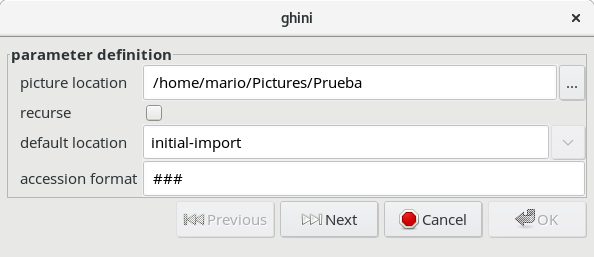 ghini
parameter definition
picture location /home/mario/Pictures/Prueba ...
recurse
default location initial-import
accession format ###
Previous Next Cancel OK